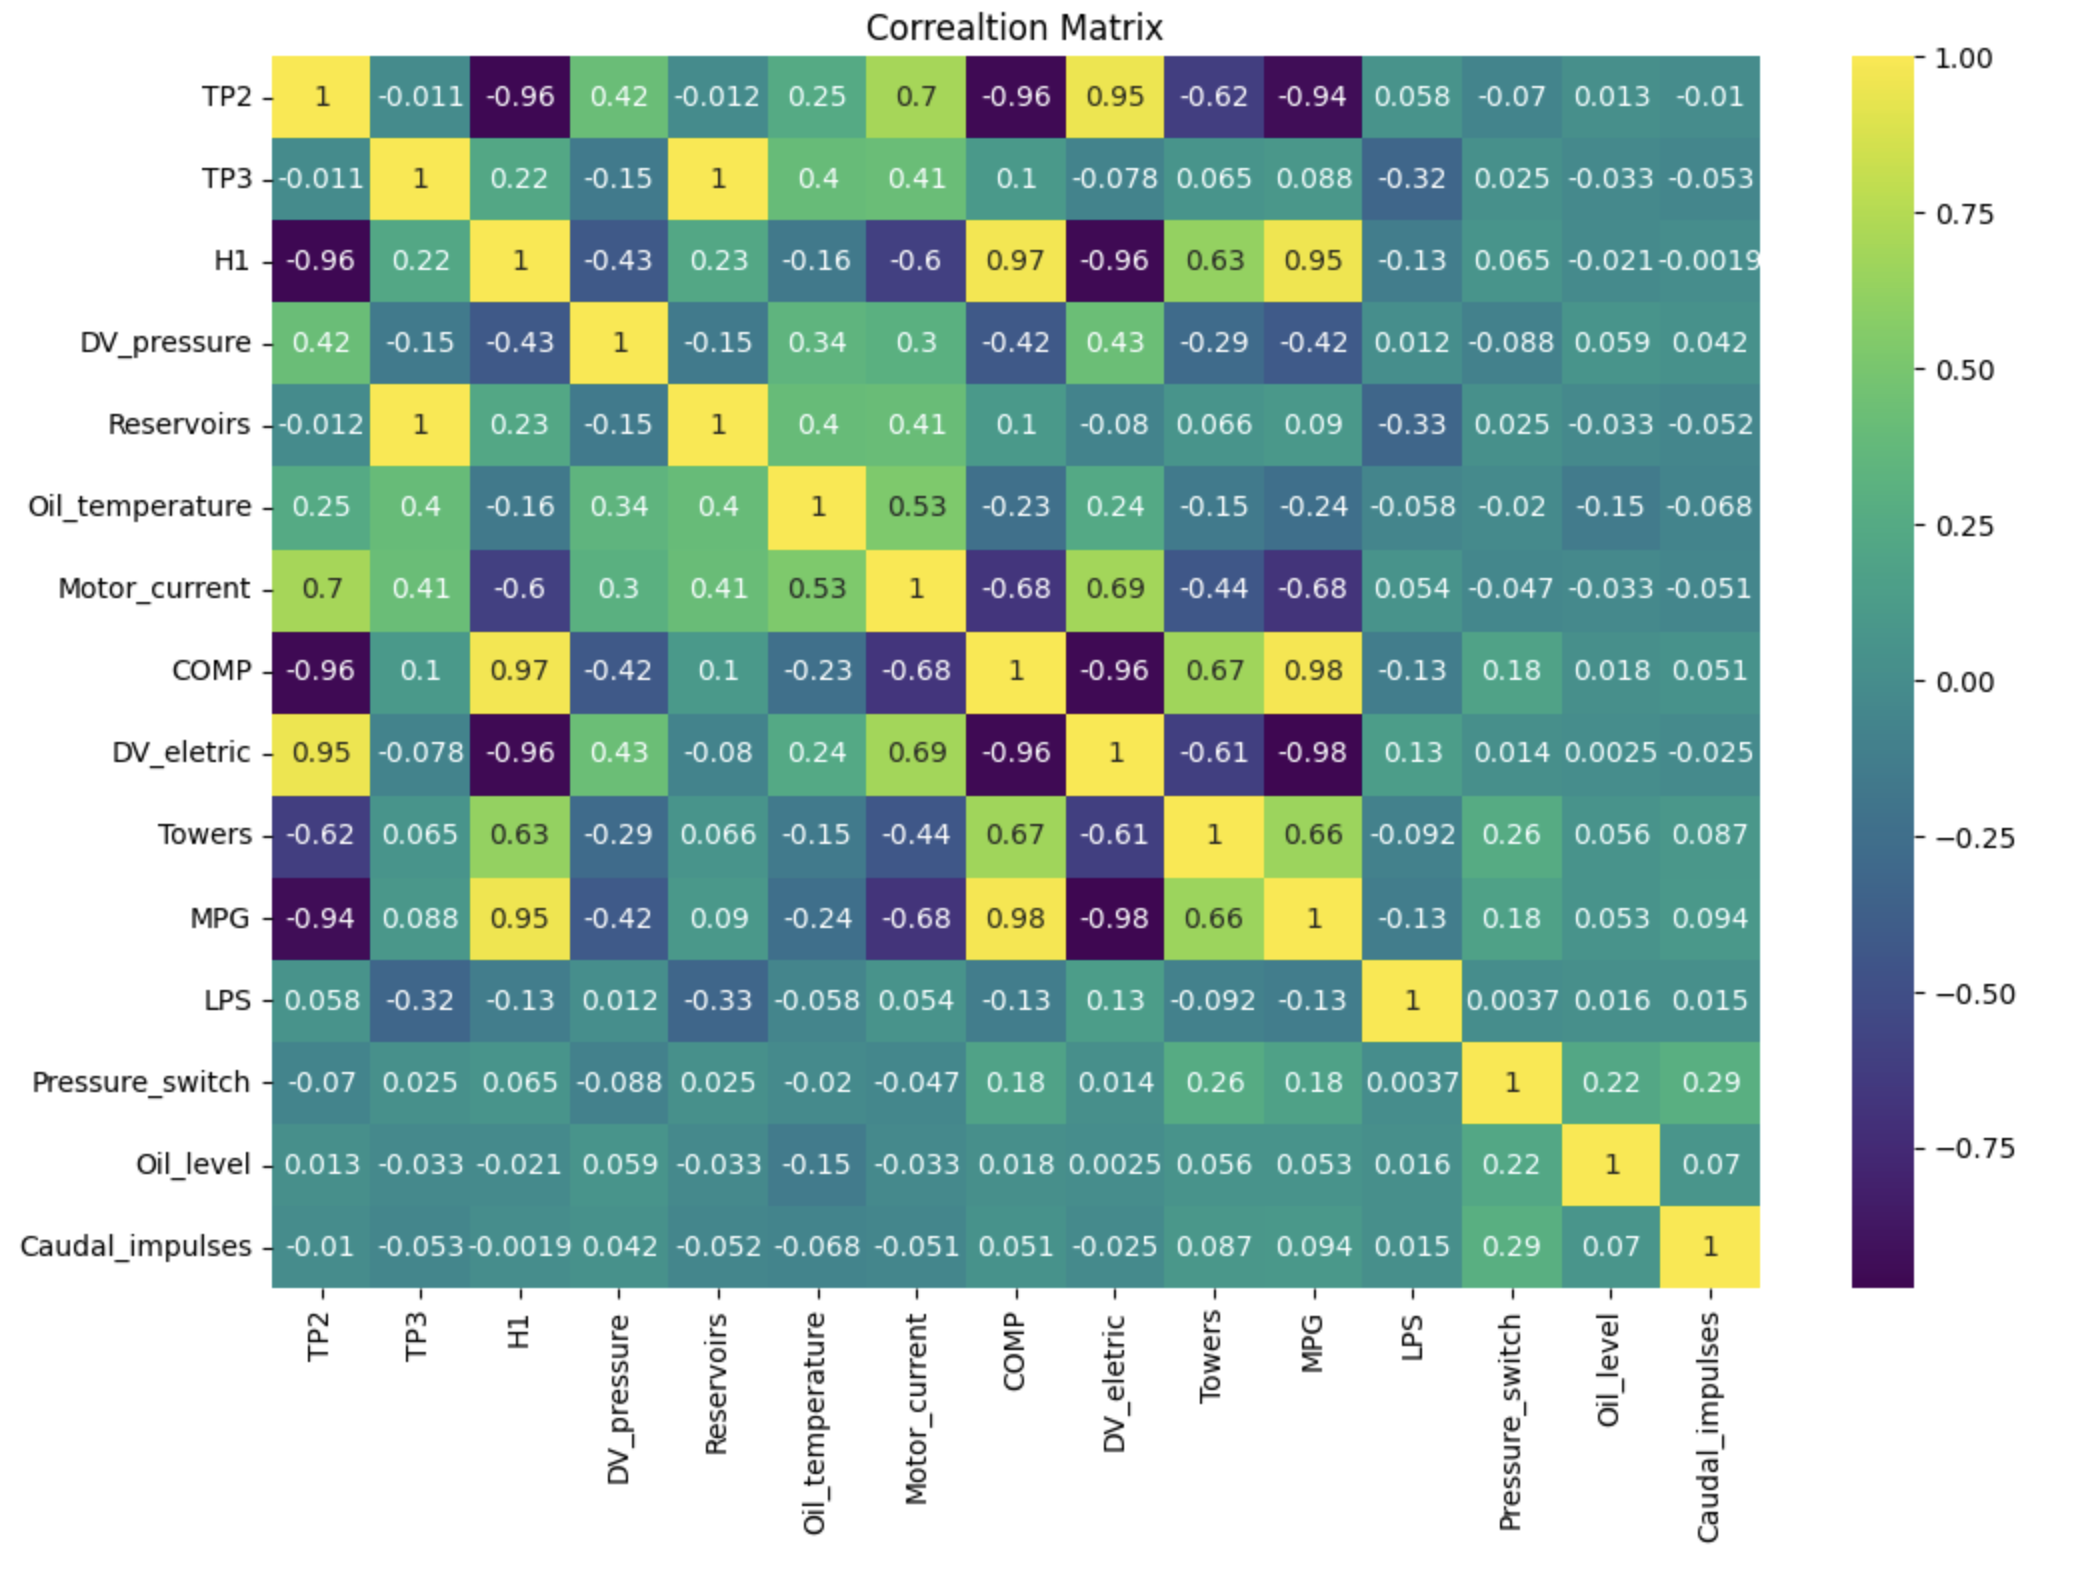 Correaltion Matrix
TP2 1 -0.011 -0.96 0.42 -0.012 0.25 0.7 -0.96 0.95 -0.62 -0.94 0.058 -0.07 0.013 -0.01
TP3 -0.011 1 0.22 -0.15 1 0.4 0.41 0.1 -0.078 0.065 0.088 -0.32 0.025 -0.033 -0.053
H1 -0.96 0.22 1 -0.43 0.23 -0.16 -0.6 0.97 -0.96 0.63 0.95 -0.13 0.065 -0.021 -0.0019
DV_pressure 0.42 -0.15 -0.43 1 -0.15 0.34 0.3 -0.42 0.43 -0.29 -0.42 0.012 -0.088 0.059 0.042
Reservoirs -0.012 1 0.23 -0.15 1 0.4 0.41 0.1 -0.08 0.066 0.09 -0.33 0.025 -0.033 -0.052
Oil_temperature 0.25 0.4 -0.16 0.34 0.4 1 0.53 -0.23 0.24 -0.15 -0.24 -0.058 -0.02 -0.15 -0.068
Motor_current 0.7 0.41 -0.6 0.3 0.41 0.53 1 -0.68 0.69 -0.44 -0.68 0.054 -0.047 -0.033 -0.051
COMP -0.96 0.1 0.97 -0.42 0.1 -0.23 -0.68 1 -0.96 0.67 0.98 -0.13 0.18 0.018 0.051
DV_eletric 0.95 -0.078 -0.96 0.43 -0.08 0.24 0.69 -0.96 1 -0.61 -0.98 0.13 0.014 0.0025 -0.025
Towers -0.62 0.065 0.63 -0.29 0.066 -0.15 -0.44 0.67 -0.61 1 0.66 -0.092 0.26 0.056 0.087
MPG -0.94 0.088 0.95 -0.42 0.09 -0.24 -0.68 0.98 -0.98 0.66 1 -0.13 0.18 0.053 0.094
LPS 0.058 -0.32 -0.13 0.012 -0.33 -0.058 0.054 -0.13 0.13 -0.092 -0.13 1 0.0037 0.016 0.015
Pressure_switch -0.07 0.025 0.065 -0.088 0.025 -0.02 -0.047 0.18 0.014 0.26 0.18 0.0037 1 0.22 0.29
Oil_level 0.013 -0.033 -0.021 0.059 -0.033 -0.15 -0.033 0.018 0.0025 0.056 0.053 0.016 0.22 1 0.07
Caudal_impulses -0.01 -0.053 -0.0019 0.042 -0.052 -0.068 -0.051 0.051 -0.025 0.087 0.094 0.015 0.29 0.07 1
TP2
TP3
H1
DV_pressure
Reservoirs
Oil_temperature
Motor_current
COMP
DV_eletric
Towers
MPG
LPS
Pressure_switch
Oil_level
Caudal_impulses
1.00
0.75
0.50
0.25
0.00
−0.25
−0.50
−0.75